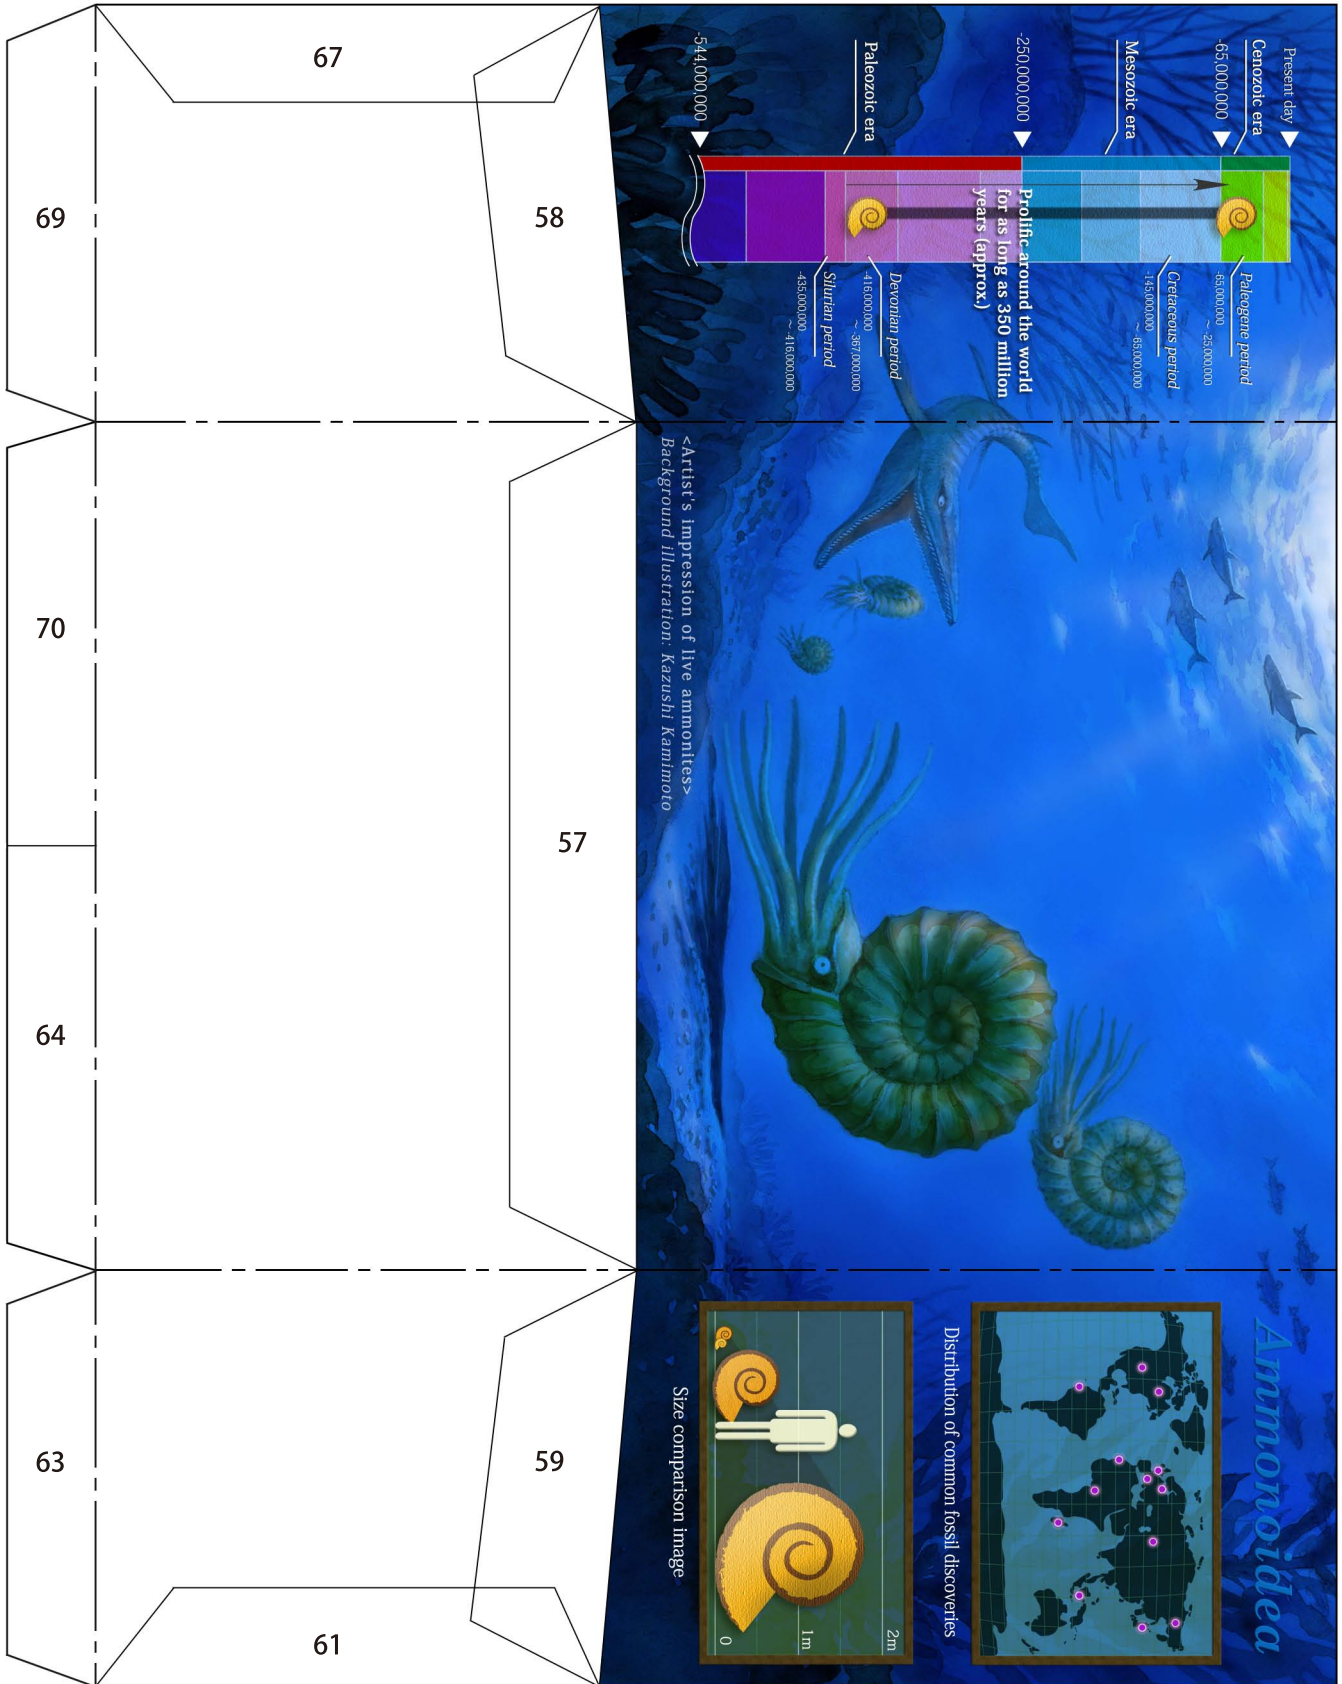 67
69
58
70
57
64
63
59
61
Present day
Cenozoic era
-65,000,000
Mesozoic era
-250,000,000
Paleozoic era
-544,000,000
Prolific around the world
for as long as 350 million
years (approx.)
Paleogene period
-65,000,000
～ -25,000,000
Cretaceous period
-145,000,000
～ -65,000,000
Devonian period
-416,000,000
～ -367,000,000
Silurian period
-435,000,000
～ -416,000,000
<Artist's impression of live ammonites>
Background illustration: Kazushi Kamimoto
Ammonoidea
Distribution of common fossil discoveries
2m
1m
0
Size comparison image